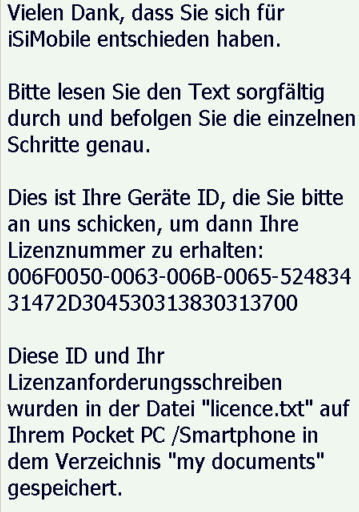 Vielen Dank, dass Sie sich für
iSiMobile entschieden haben.
Bitte lesen Sie den Text sorgfältig
durch und befolgen Sie die einzelnen
Schritte genau.
Dies ist Ihre Geräte ID, die Sie bitte
an uns schicken, um dann Ihre
Lizenznummer zu erhalten:
006F0050-0063-006B-0065-524834
31472D304530313830313700
Diese ID und Ihr
Lizenzanforderungsschreiben
wurden in der Datei "licence.txt" auf
Ihrem Pocket PC /Smartphone in
dem Verzeichnis "my documents"
gespeichert.